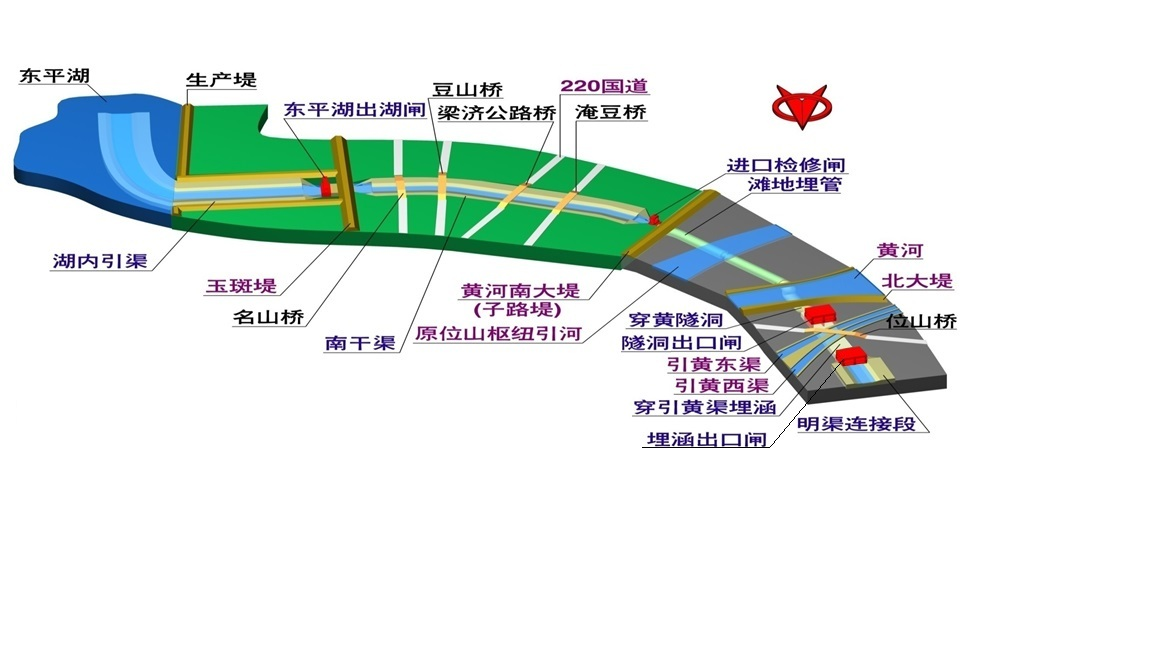 东平湖
生产堤
东平湖出湖闸
豆山桥
梁济公路桥
220国道
淹豆桥
进口检修闸
滩地埋管
黄河
北大堤
位山桥
湖内引渠
玉斑堤
名山桥
南干渠
黄河南大堤
(子路堤)
原位山枢纽引河
穿黄隧洞
隧洞出口闸
引黄东渠
引黄西渠
穿引黄渠埋涵
埋涵出口闸
明渠连接段